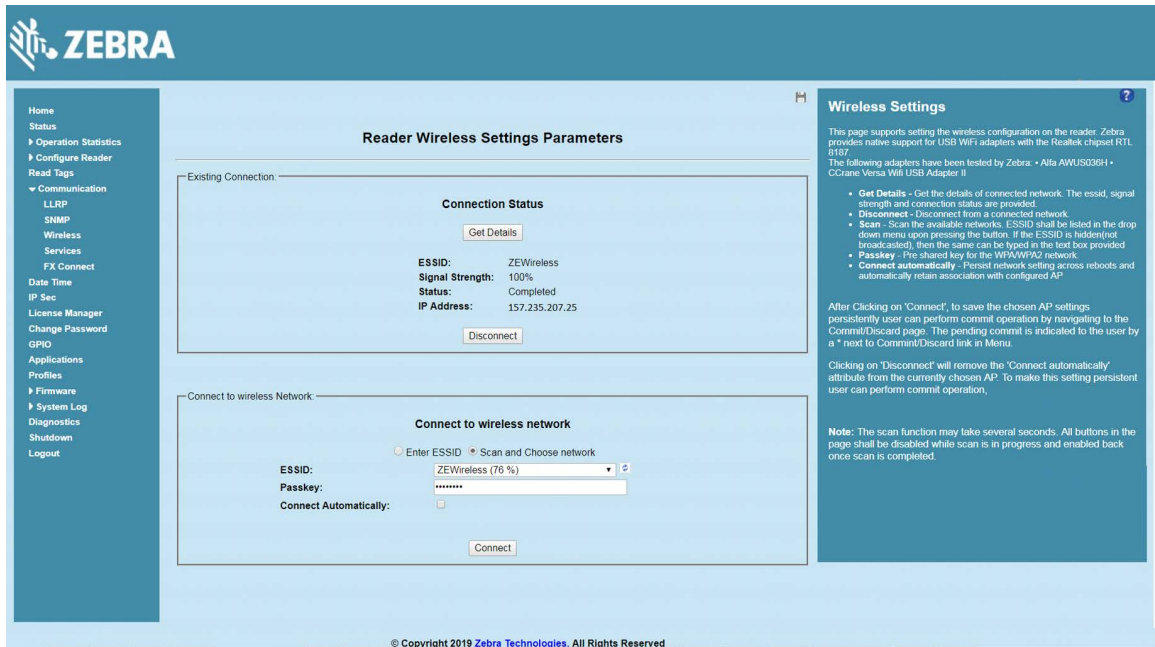 ZEBRA
Home
Status
Operation Statistics
Configure Reader
Read Tags
Communication
LLRP
SNMP
Wireless
Services
FX Connect
Date Time
IP Sec
License Manager
Change Password
GPIO
Applications
Profiles
Firmware
System Log
Diagnostics
Shutdown
Logout
Reader Wireless Settings Parameters
Existing Connection:
Connection Status
Get Details
ESSID: ZEWireless
Signal Strength: 100%
Status: Completed
IP Address: 157.235.207.25
Disconnect
Connect to wireless Network:
Connect to wireless network
Enter ESSID Scan and Choose network
ESSID: ZEWireless (76 %)
Passkey: ••••••••
Connect Automatically:
Connect
?
Wireless Settings
This page supports setting the wireless configuration on the reader. Zebra
provides native support for USB WiFi adapters with the Realtek chipset RTL
8187.
The following adapters have been tested by Zebra: • Alfa AWUS036H •
CCrane Versa Wifi USB Adapter II
• Get Details - Get the details of connected network. The essid, signal
strength and connection status are provided.
• Disconnect - Disconnect from a connected network.
• Scan - Scan the available networks. ESSID shall be listed in the drop
down menu upon pressing the button. If the ESSID is hidden(not
broadcasted), then the same can be typed in the text box provided
• Passkey - Pre shared key for the WPA/WPA2 network.
• Connect automatically - Persist network setting across reboots and
automatically retain association with configured AP
After Clicking on 'Connect', to save the chosen AP settings
persistently user can perform commit operation by navigating to the
Commit/Discard page. The pending commit is indicated to the user by
a * next to Commint/Discard link in Menu.
Clicking on 'Disconnect' will remove the 'Connect automatically'
attribute from the currently chosen AP. To make this setting persistent
user can perform commit operation,
Note: The scan function may take several seconds. All buttons in the
page shall be disabled while scan is in progress and enabled back
once scan is completed.
© Copyright 2019 Zebra Technologies. All Rights Reserved